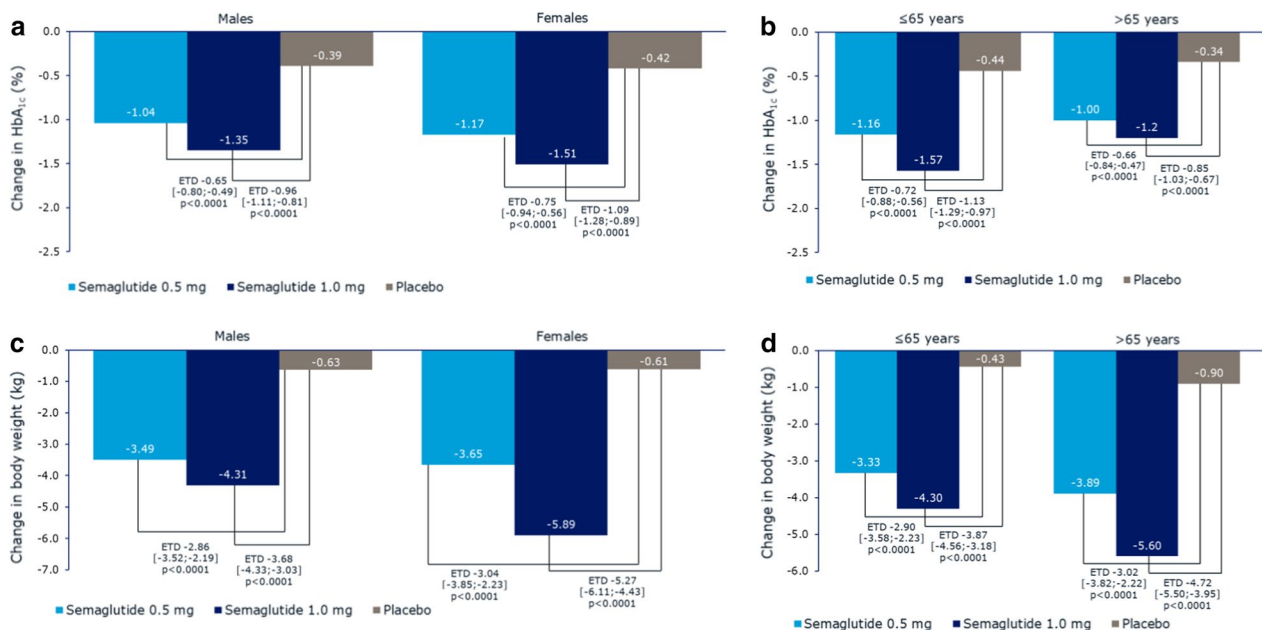 a
Males
Females
Change in HbA1c (%)
0.0
-0.5
-1.0
-1.5
-2.0
-2.5
-1.04
-1.35
-0.39
-1.17
-1.51
-0.42
ETD -0.65
[-0.80;-0.49]
p<0.0001
ETD -0.96
[-1.11;-0.81]
p<0.0001
ETD -0.75
[-0.94;-0.56]
p<0.0001
ETD -1.09
[-1.28;-0.89]
p<0.0001
Semaglutide 0.5 mg Semaglutide 1.0 mg Placebo
b
≤65 years
>65 years
Change in HbA1c (%)
0.0
-0.5
-1.0
-1.5
-2.0
2.5
-1.16
-1.57
-0.44
-1.00
-1.2
-0.34
ETD -0.72
[-0.88;-0.56]
p<0.0001
ETD -1.13
[-1.29;-0.97]
p<0.0001
ETD -0.66
[-0.84;-0.47]
p<0.0001
ETD -0.85
[-1.03;-0.67]
p<0.0001
Semaglutide 0.5 mg Semaglutide 1.0 mg Placebo
c
Males
Females
Change in body weight (kg)
0.0
-1.0
-2.0
-3.0
-4.0
-5.0
-6.0
-7.0
-3.49
-4.31
-0.63
-3.65
-5.89
-0.61
ETD -2.86
[-3.52;-2.19]
p<0.0001
ETD -3.68
[-4.33;-3.03]
p<0.0001
ETD -3.04
[-3.85;-2.23]
p<0.0001
ETD -5.27
[-6.11;-4.43]
p<0.0001
Semaglutide 0.5 mg Semaglutide 1.0 mg Placebo
d
≤65 years
>65 years
Change in body weight (kg)
0.0
-1.0
-2.0
-3.0
-4.0
-5.0
-6.0
-3.33
-4.30
-0.43
-3.89
-5.60
-0.90
ETD -2.90
[-3.58;-2.23]
p<0.0001
ETD -3.87
[-4.56;-3.18]
p<0.0001
ETD -3.02
[-3.82;-2.22]
p<0.0001
ETD -4.72
[-5.50;-3.95]
p<0.0001
Semaglutide 0.5 mg Semaglutide 1.0 mg Placebo